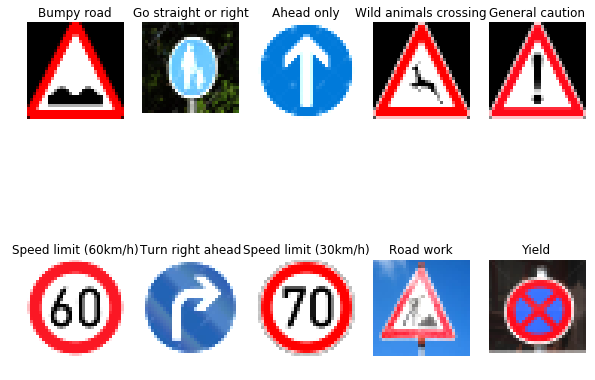 Bumpy road
Go straight or right
Ahead only
Wild animals crossing
General caution
Speed limit (60km/h)
Turn right ahead
Speed limit (30km/h)
Road work
Yield
60
70